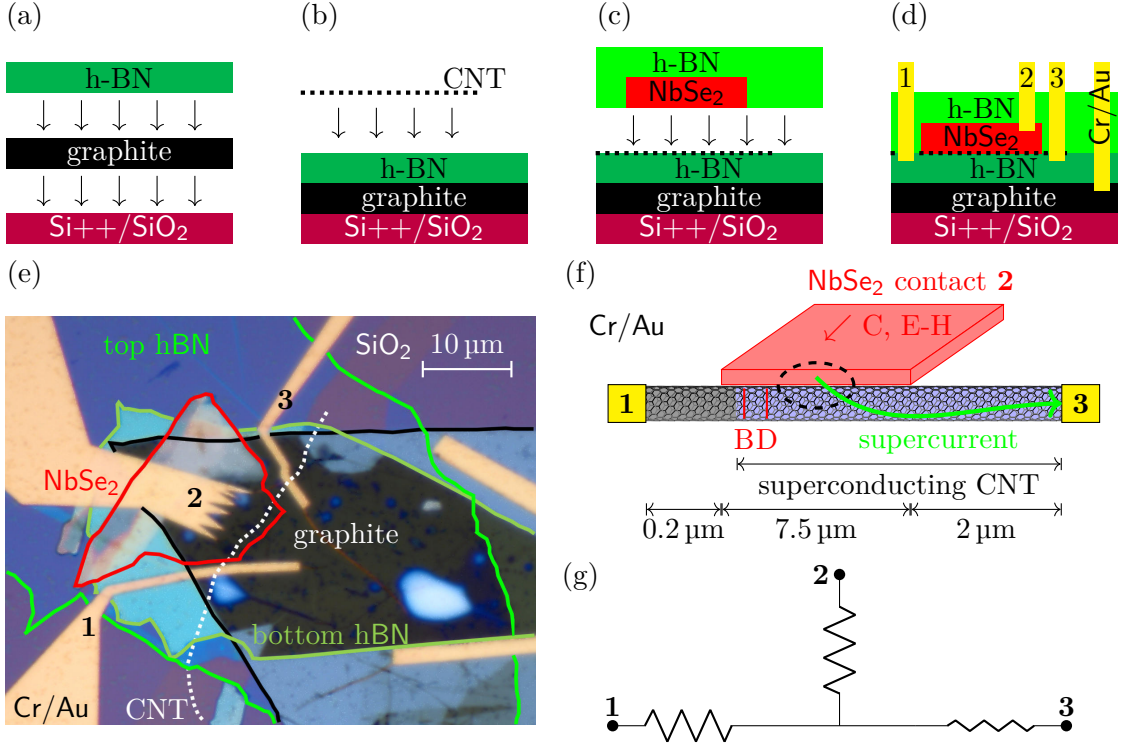 (a)
h-BN
graphite
Si++/SiO₂
(b)
CNT
h-BN
graphite
Si++/SiO₂
(c)
h-BN
NbSe₂
h-BN
graphite
Si++/SiO₂
(d)
1 2 3 Cr/Au
h-BN
NbSe₂
h-BN
graphite
Si++/SiO₂
(e)
top hBN
SiO₂
10 µm
3
NbSe₂
2
graphite
1
bottom hBN
Cr/Au
CNT
(f)
NbSe₂ contact 2
Cr/Au
C, E-H
1
3
BD
supercurrent
superconducting CNT
0.2 µm 7.5 µm 2 µm
(g)
2
1
3